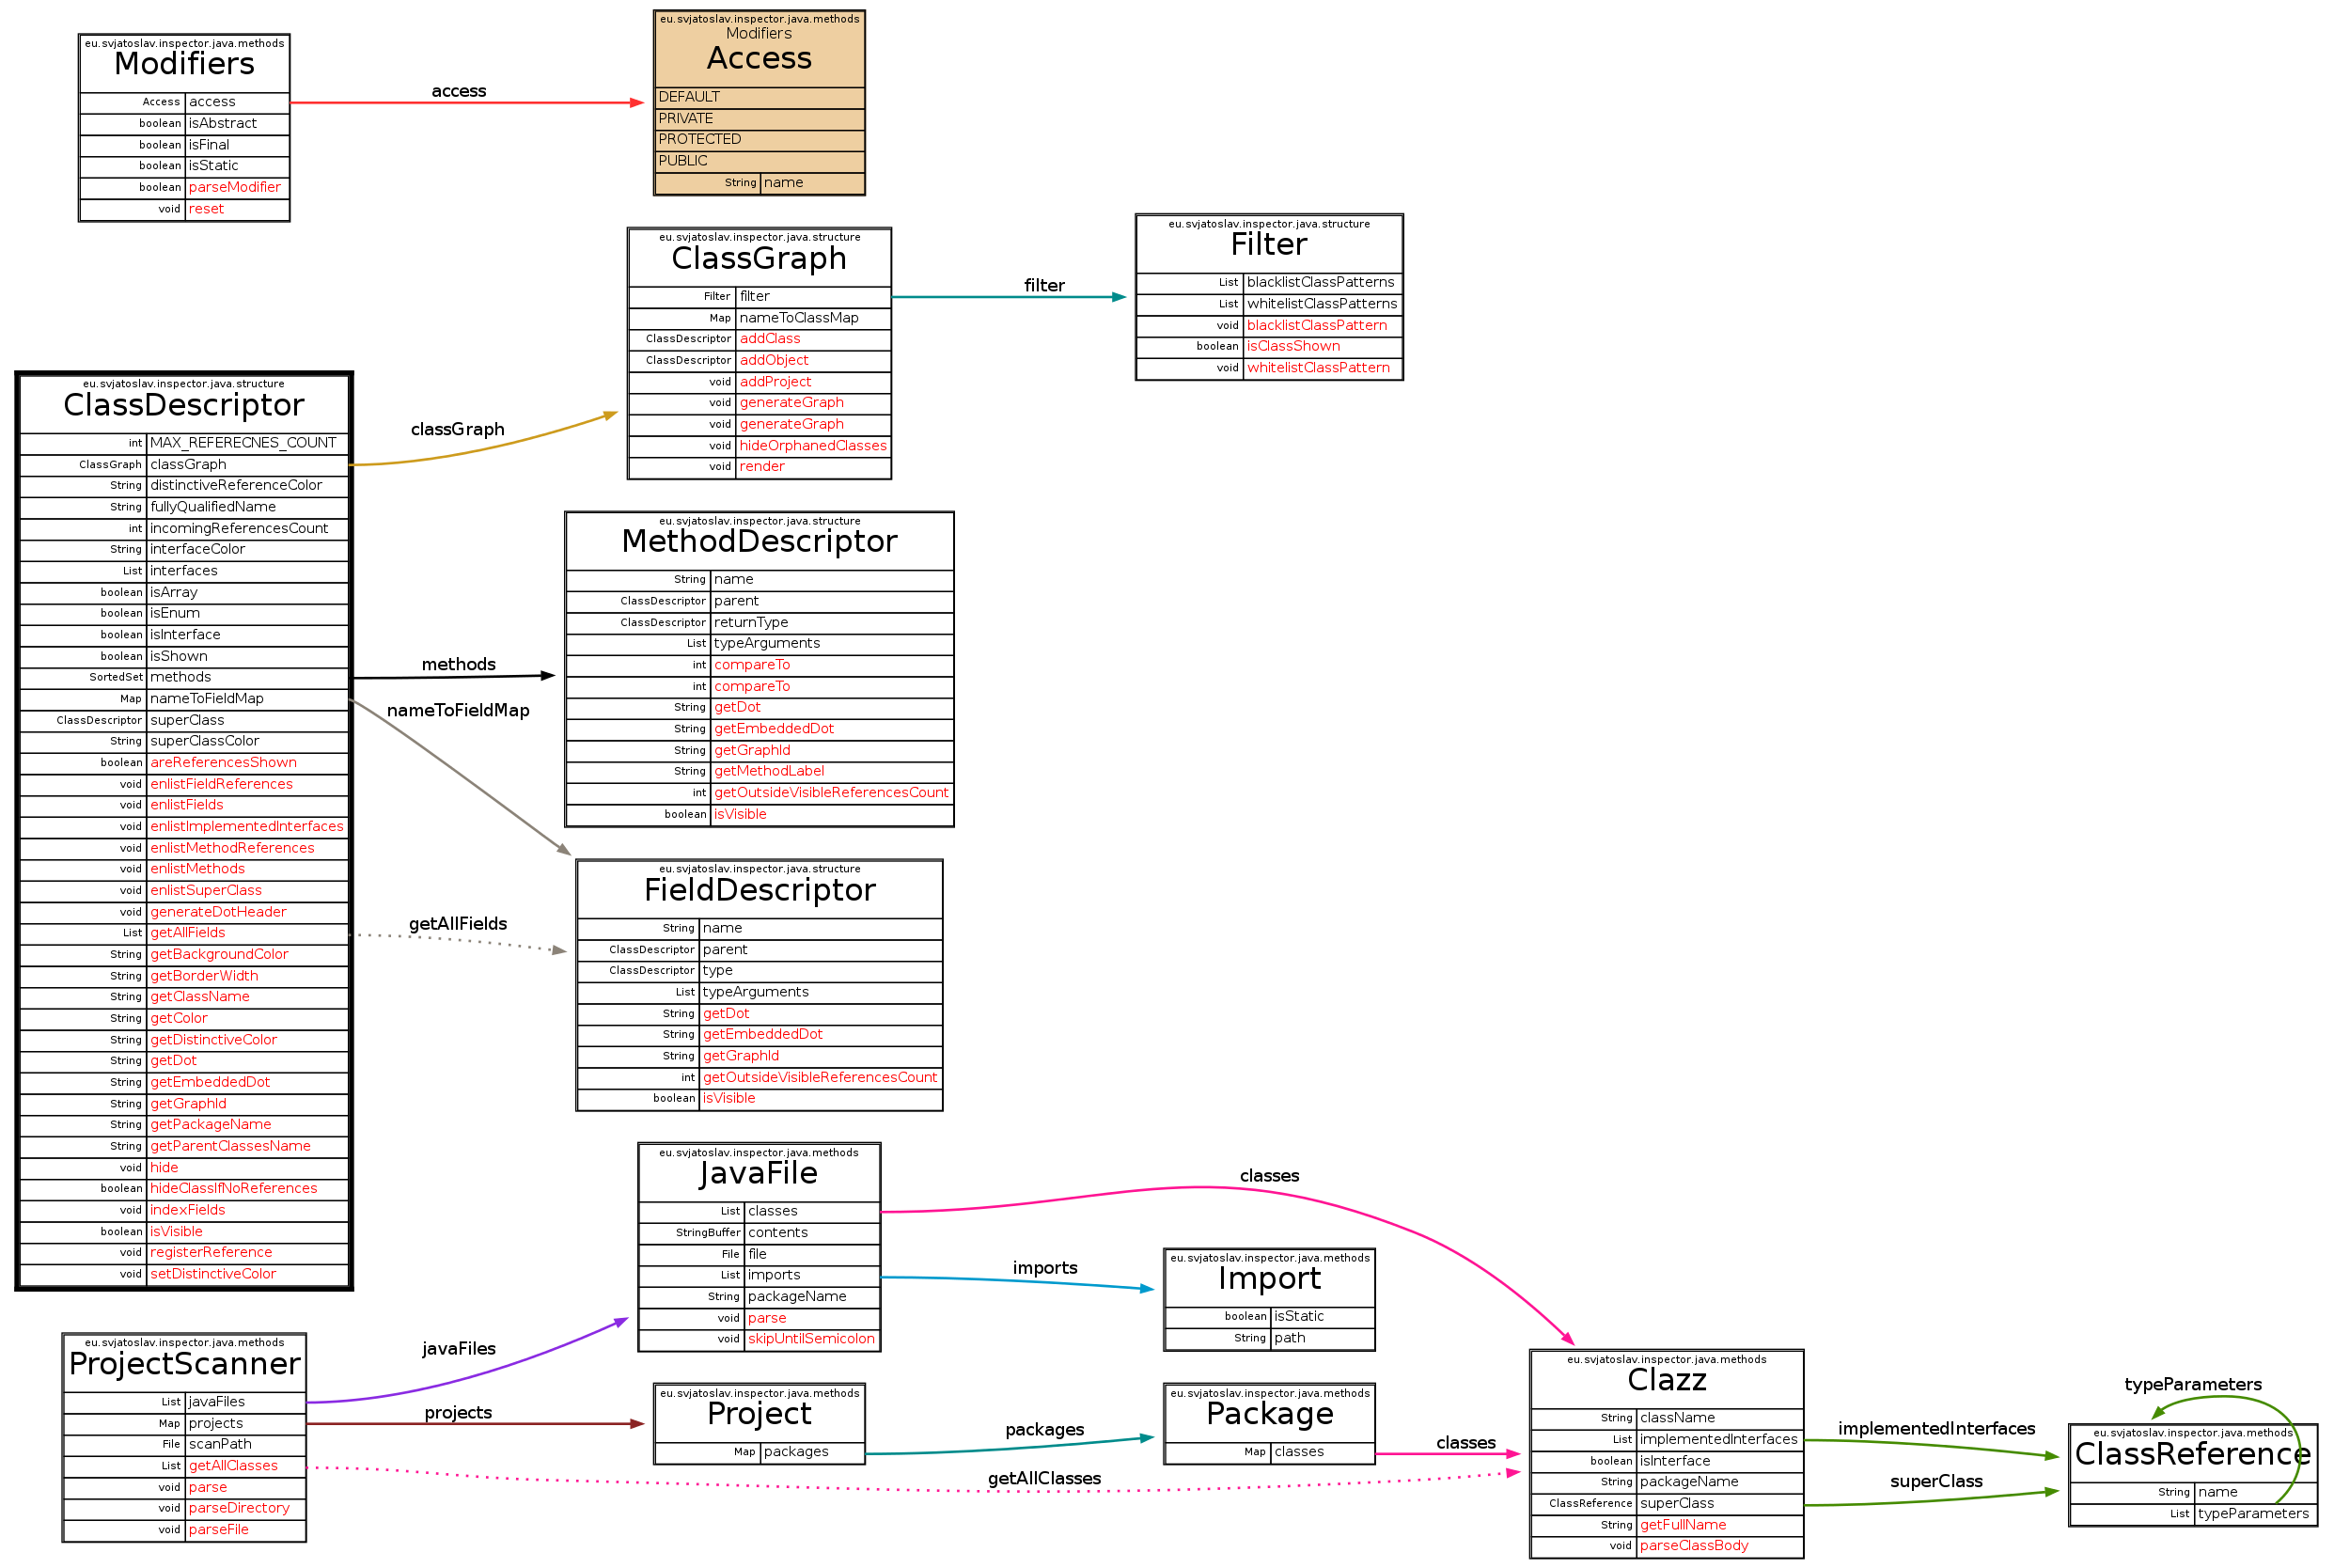 eu.svjatoslav.inspector.java.methods
Modifiers
Access access
boolean isAbstract
boolean isFinal
boolean isStatic
boolean parseModifier
void reset
access
eu.svjatoslav.inspector.java.methods
Modifiers
Access
DEFAULT
PRIVATE
PROTECTED
PUBLIC
String name
eu.svjatoslav.inspector.java.structure
ClassGraph
Filter filter
Map nameToClassMap
ClassDescriptor addClass
ClassDescriptor addObject
void addProject
void generateGraph
void generateGraph
void hideOrphanedClasses
void render
filter
eu.svjatoslav.inspector.java.structure
Filter
List blacklistClassPatterns
List whitelistClassPatterns
void blacklistClassPattern
boolean isClassShown
void whitelistClassPattern
eu.svjatoslav.inspector.java.structure
ClassDescriptor
int MAX_REFERECNES_COUNT
ClassGraph classGraph
String distinctiveReferenceColor
String fullyQualifiedName
int incomingReferencesCount
String interfaceColor
List interfaces
boolean isArray
boolean isEnum
boolean isInterface
boolean isShown
SortedSet methods
Map nameToFieldMap
ClassDescriptor superClass
String superClassColor
boolean areReferencesShown
void enlistFieldReferences
void enlistFields
void enlistImplementedInterfaces
void enlistMethodReferences
void enlistMethods
void enlistSuperClass
void generateDotHeader
List getAllFields
String getBackgroundColor
String getBorderWidth
String getClassName
String getColor
String getDistinctiveColor
String getDot
String getEmbeddedDot
String getGraphId
String getPackageName
String getParentClassesName
void hide
boolean hideClassIfNoReferences
void indexFields
boolean isVisible
void registerReference
void setDistinctiveColor
classGraph
methods
nameToFieldMap
getAllFields
eu.svjatoslav.inspector.java.structure
MethodDescriptor
String name
ClassDescriptor parent
ClassDescriptor returnType
List typeArguments
int compareTo
int compareTo
String getDot
String getEmbeddedDot
String getGraphId
String getMethodLabel
int getOutsideVisibleReferencesCount
boolean isVisible
eu.svjatoslav.inspector.java.structure
FieldDescriptor
String name
ClassDescriptor parent
ClassDescriptor type
List typeArguments
String getDot
String getEmbeddedDot
String getGraphId
int getOutsideVisibleReferencesCount
boolean isVisible
eu.svjatoslav.inspector.java.methods
JavaFile
List classes
StringBuffer contents
File file
List imports
String packageName
void parse
void skipUntilSemicolon
classes
imports
eu.svjatoslav.inspector.java.methods
Import
boolean isStatic
String path
eu.svjatoslav.inspector.java.methods
ProjectScanner
List javaFiles
Map projects
File scanPath
List getAllClasses
void parse
void parseDirectory
void parseFile
javaFiles
projects
getAllClasses
eu.svjatoslav.inspector.java.methods
Project
Map packages
packages
eu.svjatoslav.inspector.java.methods
Package
Map classes
classes
eu.svjatoslav.inspector.java.methods
Clazz
String className
List implementedInterfaces
boolean isInterface
String packageName
ClassReference superClass
String getFullName
void parseClassBody
implementedInterfaces
superClass
typeParameters
eu.svjatoslav.inspector.java.methods
ClassReference
String name
List typeParameters